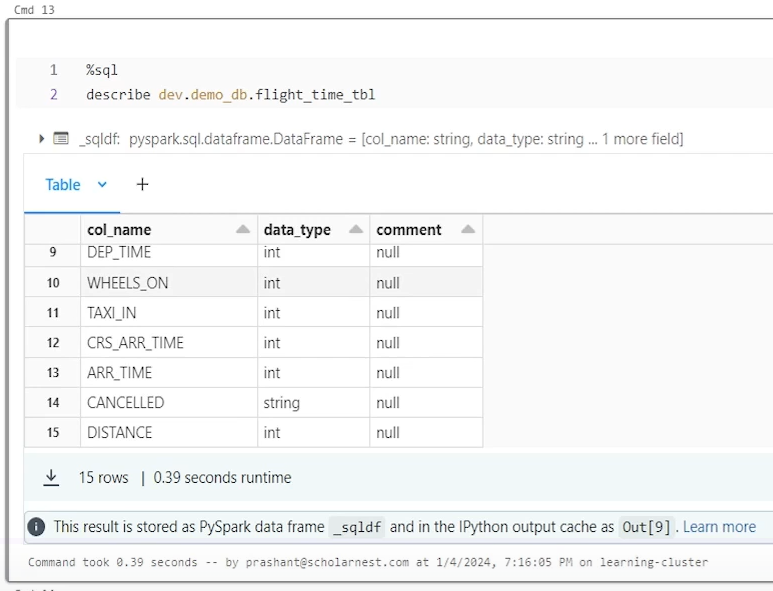 Cmd 13
1 %sql
2 describe dev.demo_db.flight_time_tbl
_sqldf: pyspark.sql.dataframe.DataFrame = [col_name: string, data_type: string ... 1 more field]
Table +
col_name data_type comment
9 DEP_TIME int null
10 WHEELS_ON int null
11 TAXI_IN int null
12 CRS_ARR_TIME int null
13 ARR_TIME int null
14 CANCELLED string null
15 DISTANCE int null
15 rows | 0.39 seconds runtime
This result is stored as PySpark data frame _sqldf and in the IPython output cache as Out[9]. Learn more
Command took 0.39 seconds -- by prashant@scholarnest.com at 1/4/2024, 7:16:05 PM on learning-cluster